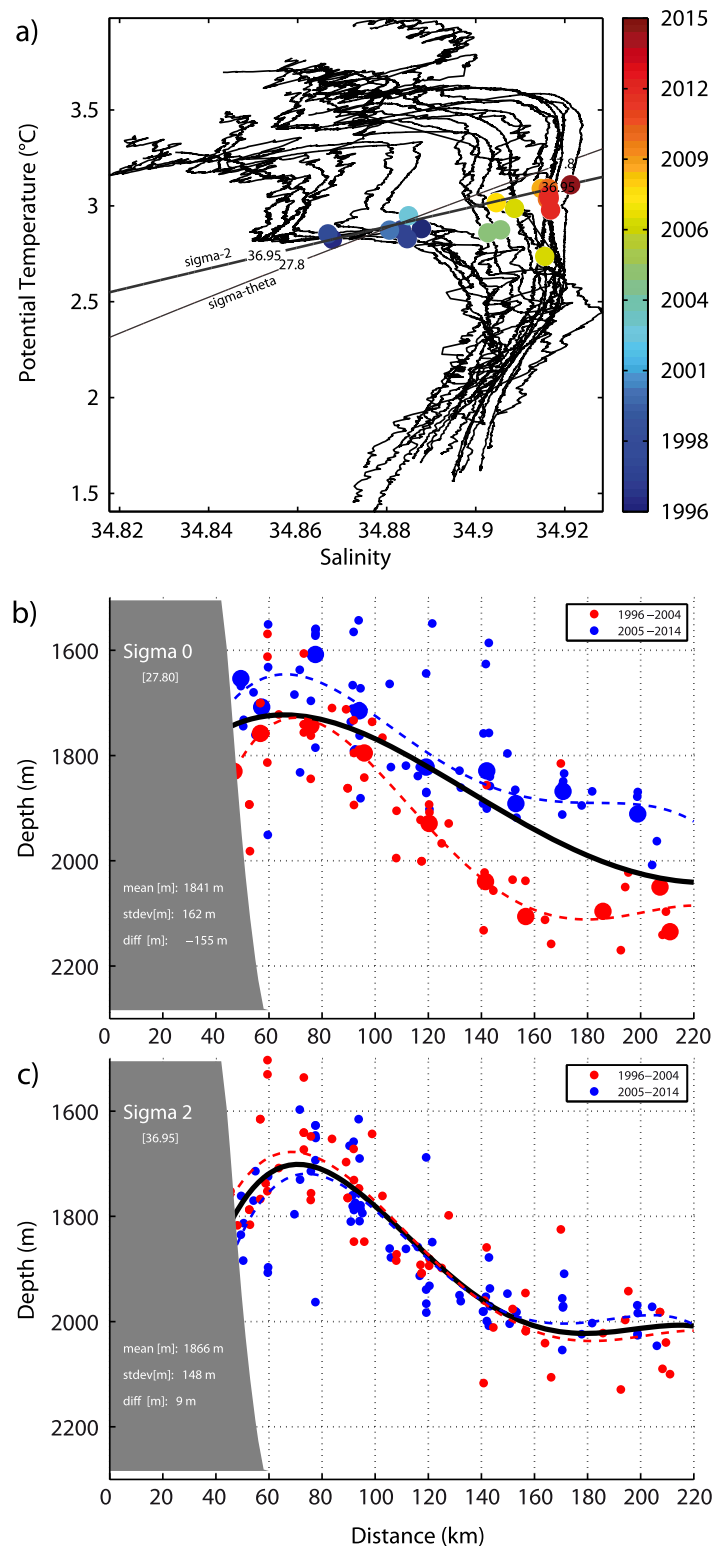 a)
Potential Temperature (°C)
3.5
3
2.5
2
1.5
34.82
34.84
34.86
34.88
34.9
34.92
Salinity
sigma-2
36.95
27.8
sigma-theta
7.8
36.95
2015
2012
2009
2006
2004
2001
1998
1996
b)
Depth (m)
1600
1800
2000
2200
Sigma 0
[27.80]
mean [m]: 1841 m
stdev[m]: 162 m
diff [m]: −155 m
1996−2004
2005−2014
0 20 40 60 80 100 120 140 160 180 200 220
c)
Depth (m)
1600
1800
2000
2200
Sigma 2
[36.95]
mean [m]: 1866 m
stdev[m]: 148 m
diff [m]: 9 m
1996−2004
2005−2014
0 20 40 60 80 100 120 140 160 180 200 220
Distance (km)